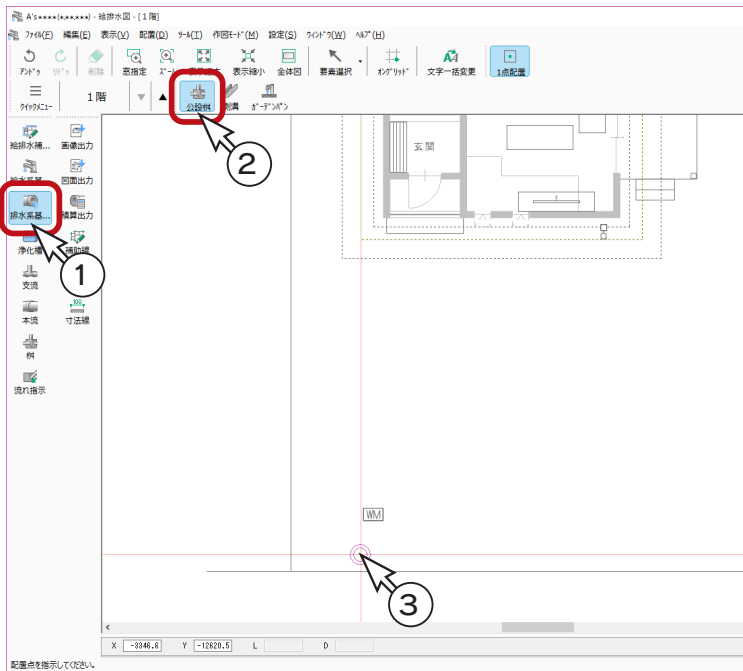 A's****(*.**.***) - 給排水図 - [1 階]
ファイル(F) 編集(E) 表示(V) 配置(D) ツール(T) 作図モード(M) 設定(S) ウィンドウ(W) ヘルプ(H)
アンドゥ リドゥ 削除 窓指定 表示縮小 全体図 要素選択 オングリッド 文字一括変更 1点配置
クイックメニュー 1 階 公設桝 ガーデンパン
2
給排水補... 画像出力
図面出力
排水系基... 積算出力
浄化槽 補助線
1
支流
本流 寸法線
100
桝
流れ指示
玄関
WM
3
X -3346.6 Y -12620.5 L D
配置点を指示してください。